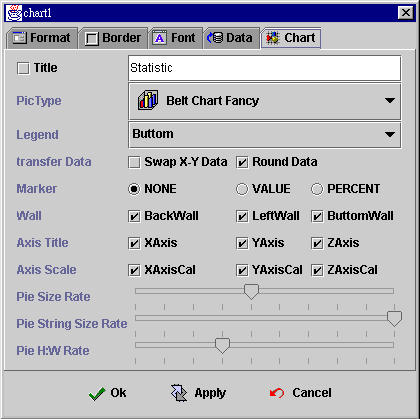 chart1
Format Border Font Data Chart
Title Statistic
PicType Belt Chart Fancy
Legend Buttom
transfer Data Swap X-Y Data Round Data
Marker NONE VALUE PERCENT
Wall BackWall LeftWall ButtomWall
Axis Title XAxis YAxis ZAxis
Axis Scale XAxisCal YAxisCal ZAxisCal
Pie Size Rate
Pie String Size Rate
Pie H:W Rate
Ok Apply Cancel